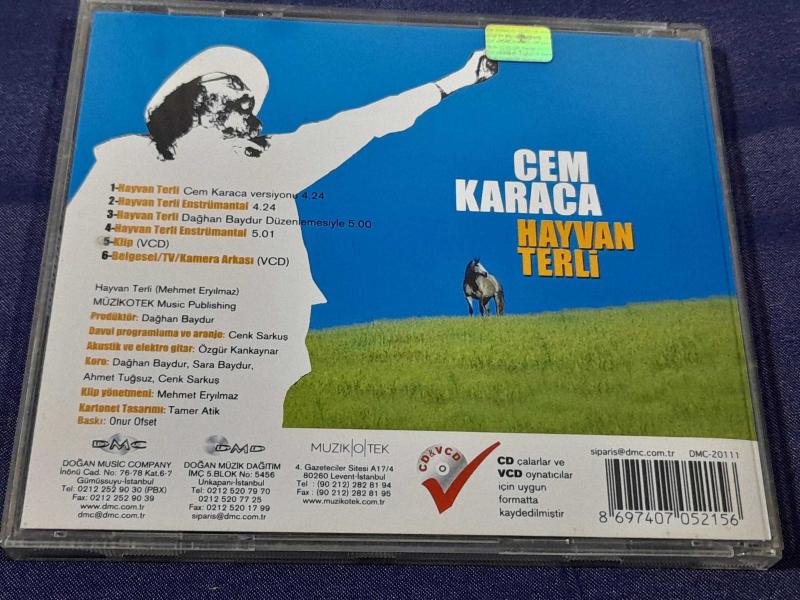 CEM
KARACA
HAYVAN
TERLi
1-Hayvan Terli Cem Karaca versiyonu 4.24
2-Hayvan Terli Enstrümantal 4.24
3-Hayvan Terli Dağhan Baydur Düzenlemesiyle 5.00
4-Hayvan Terli Enstrümantal 5.01
5-Klip (VCD)
6-Belgesel/TV/Kamera Arkası (VCD)
Hayvan Terli (Mehmet Eryılmaz)
MÜZİKOTEK Music Publishing
Prodüktör: Dağhan Baydur
Davul programlama ve aranje: Cenk Sarkuş
Akustik ve elektro gitar: Özgür Kankaynar
Koro: Dağhan Baydur, Sara Baydur,
Ahmet Tuğsuz, Cenk Sarkuş
Klip yönetmeni: Mehmet Eryılmaz
Kartonet Tasarımı: Tamer Atik
Baskı: Onur Ofset
DMC
DOĞAN MUSIC COMPANY
İnönü Cad. No: 76-78 Kat.6-7
Gümüssuyu-İstanbul
Tel: 0212 252 90 30 (PBX)
Fax: 0212 252 90 39
www.dmc.com.tr
dmc@dmc.com.tr
DMD
DOĞAN MÜZİK DAĞITIM
İMÇ 5.BLOK No: 5456
Unkapanı-İstanbul
Tel: 0212 520 79 70
0212 520 77 25
Fax: 0212 520 17 99
siparis@dmc.com.tr
MUZIK|O|TEK
4. Gazeteciler Sitesi A17/4
80260 Levent-İstanbul
Tel : (90 212) 282 81 94
Fax : (90 212) 282 81 95
www.muzikotek.com.tr
CD&VCD
CD çalarlar ve
VCD oynatıcılar
için uygun
formatta
kaydedilmiştir
siparis@dmc.com.tr DMC-20111
8 697407 052156